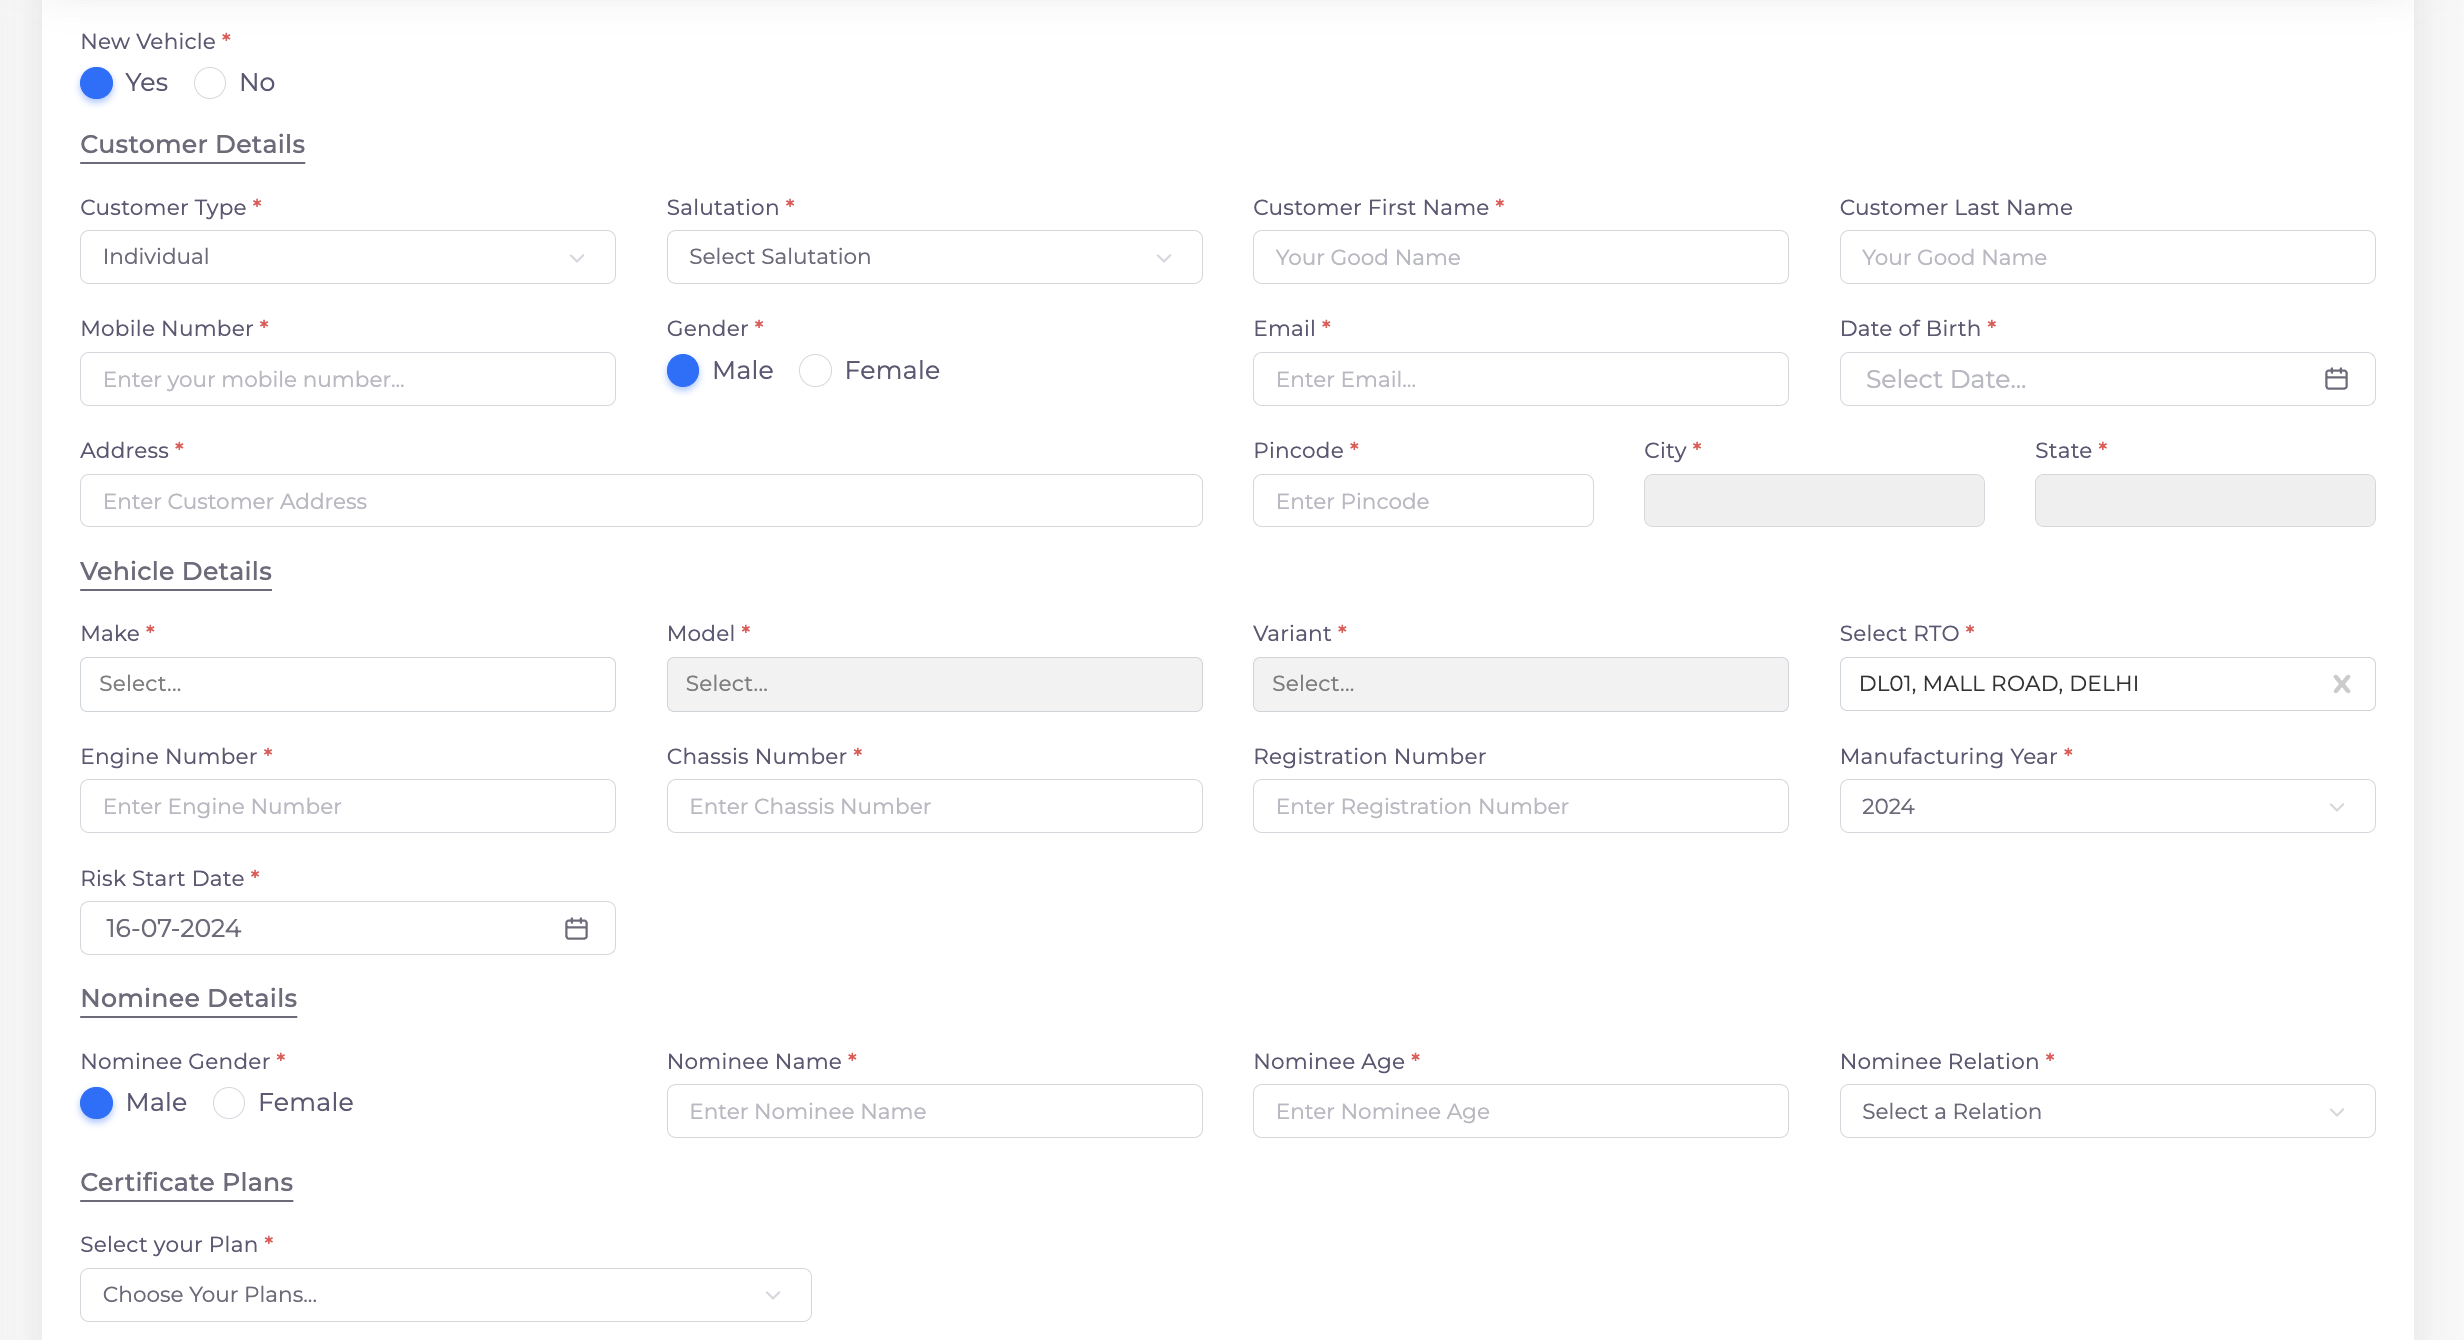 New Vehicle *
Yes No
Customer Details
Customer Type * Salutation * Customer First Name * Customer Last Name
Individual Select Salutation Your Good Name Your Good Name
Mobile Number * Gender * Email * Date of Birth *
Enter your mobile number... Male Female Enter Email... Select Date...
Address * Pincode * City * State *
Enter Customer Address Enter Pincode
Vehicle Details
Make * Model * Variant * Select RTO *
Select... Select... Select... DL01, MALL ROAD, DELHI
Engine Number * Chassis Number * Registration Number Manufacturing Year *
Enter Engine Number Enter Chassis Number Enter Registration Number 2024
Risk Start Date *
16-07-2024
Nominee Details
Nominee Gender * Nominee Name * Nominee Age * Nominee Relation *
Male Female Enter Nominee Name Enter Nominee Age Select a Relation
Certificate Plans
Select your Plan *
Choose Your Plans...